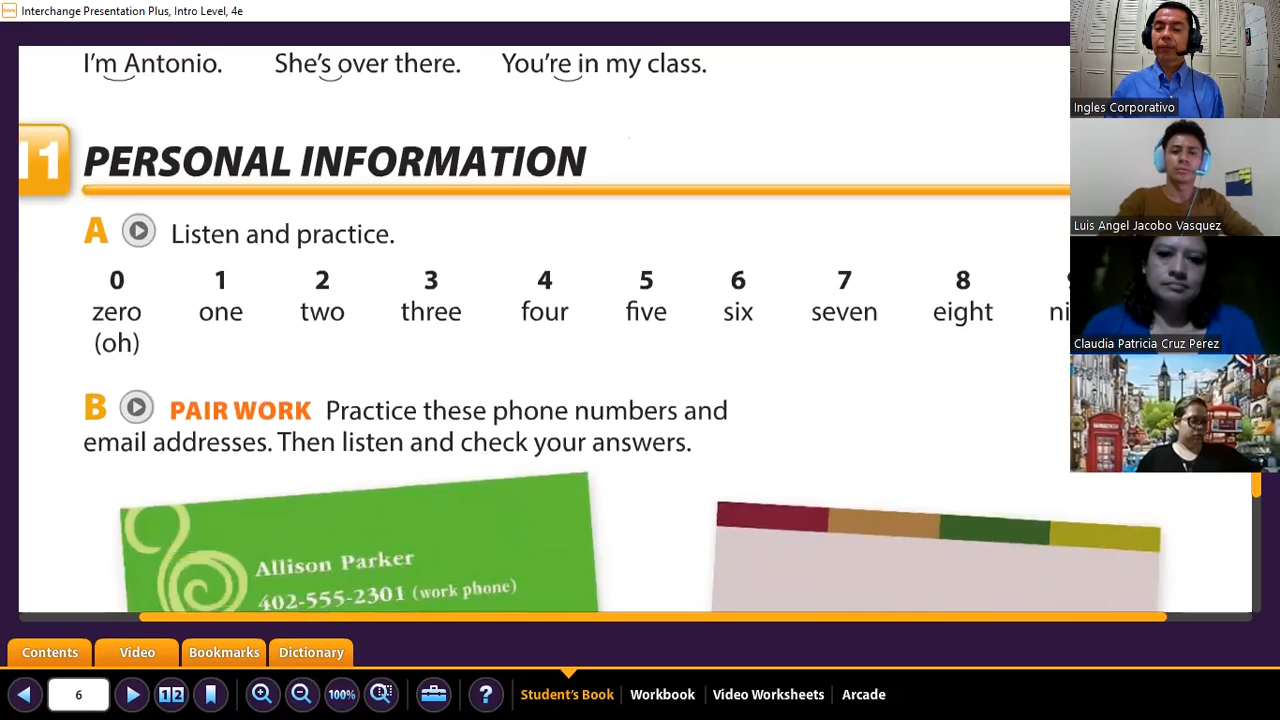 Interchange Presentation Plus, Intro Level, 4e
I'm Antonio. She's over there. You're in my class.
11 PERSONAL INFORMATION
A Listen and practice.
0 1 2 3 4 5 6 7 8
zero one two three four five six seven eight ni
(oh)
B PAIR WORK Practice these phone numbers and
email addresses. Then listen and check your answers.
Allison Parker
402-555-2301 (work phone)
Ingles Corporativo
Luis Angel Jacobo Vasquez
Claudia Patricia Cruz Perez
Contents Video Bookmarks Dictionary
6 1 2 100% ? Student's Book Workbook Video Worksheets Arcade